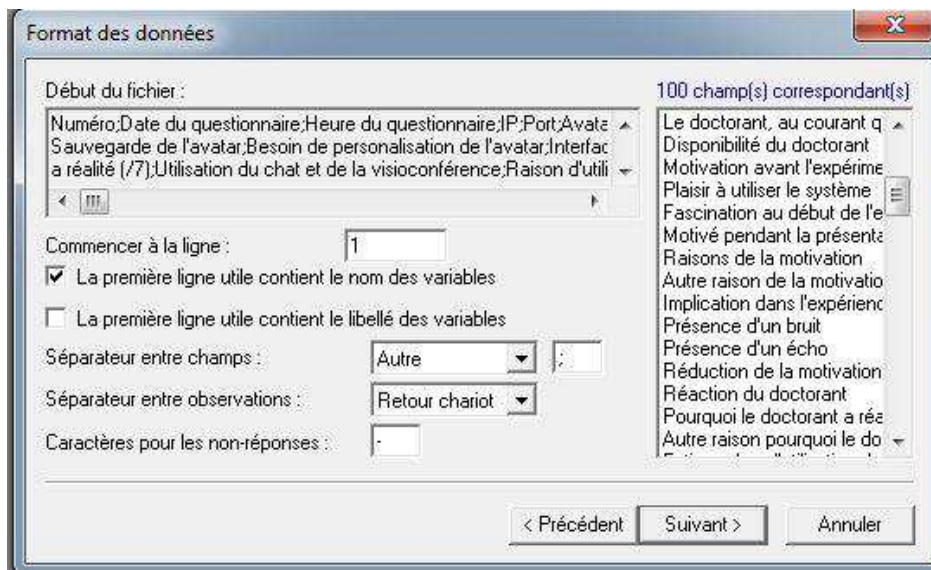 Format des données
Début du fichier :
Numéro;Date du questionnaire;Heure du questionnaire;IP;Port;Avata
Sauvegarde de l'avatar;Besoin de personalisation de l'avatar;Interfac
a réalité (/7);Utilisation du chat et de la visioconférence;Raison d'utili
Commencer à la ligne : 1
La première ligne utile contient le nom des variables
La première ligne utile contient le libellé des variables
Séparateur entre champs : Autre ;
Séparateur entre observations : Retour chariot
Caractères pour les non-réponses : -
100 champ(s) correspondant(s)
Le doctorant, au courant q
Disponibilité du doctorant
Motivation avant l'expérime
Plaisir à utiliser le système
Fascination au début de l'e
Motivé pendant la présenta
Raisons de la motivation
Autre raison de la motivatio
Implication dans l'expérienc
Présence d'un bruit
Présence d'un écho
Réduction de la motivation
Réaction du doctorant
Pourquoi le doctorant a réa
Autre raison pourquoi le do
< Précédent
Suivant >
Annuler